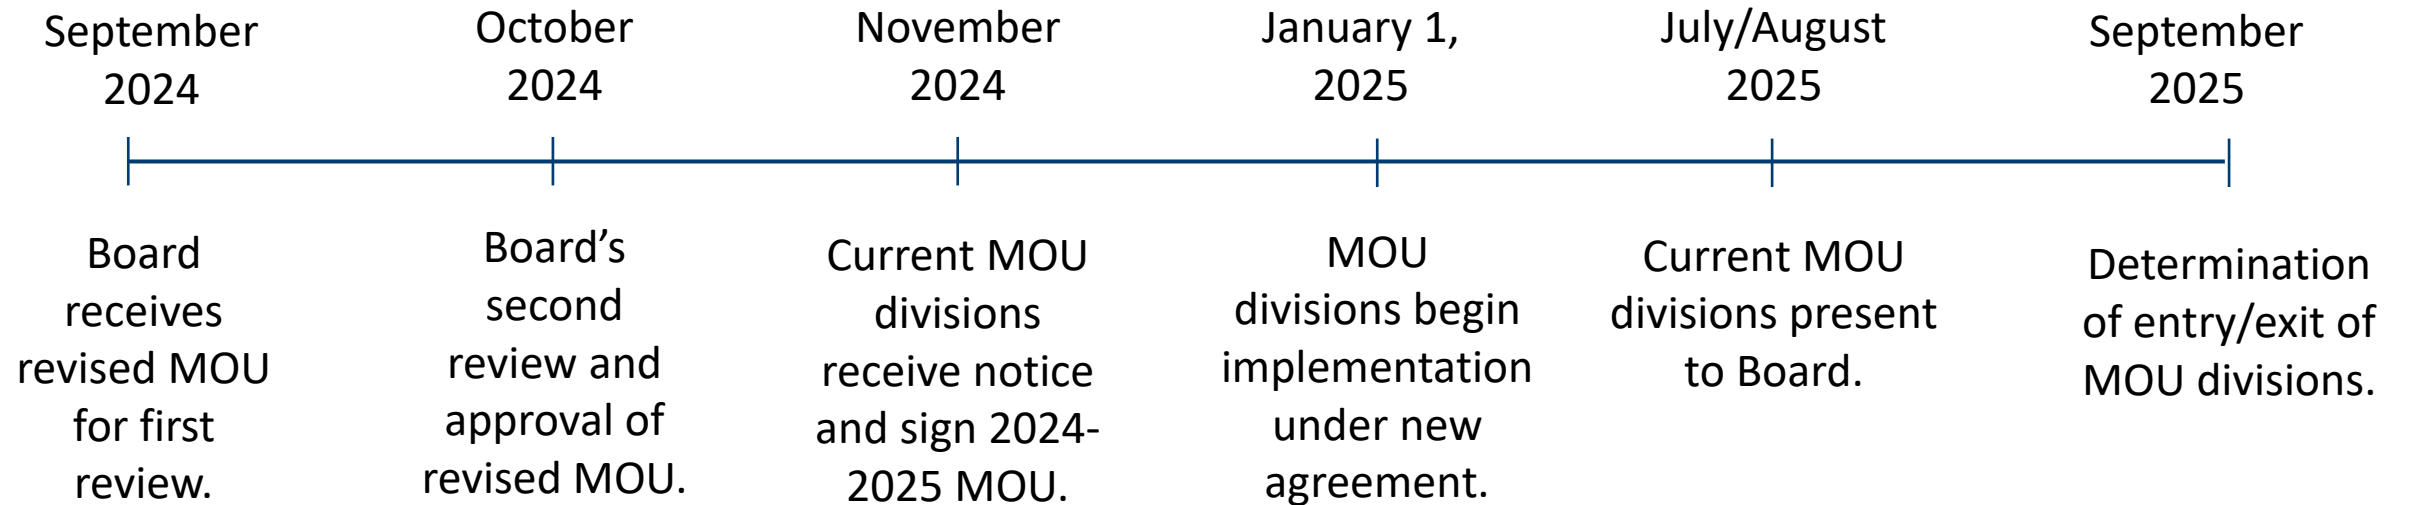 September
2024
Board
receives
revised MOU
for first
review.
October
2024
Board’s
second
review and
approval of
revised MOU.
November
2024
Current MOU
divisions
receive notice
and sign 2024-
2025 MOU.
January 1,
2025
MOU
divisions begin
implementation
under new
agreement.
July/August
2025
Current MOU
divisions present
to Board.
September
2025
Determination
of entry/exit of
MOU divisions.